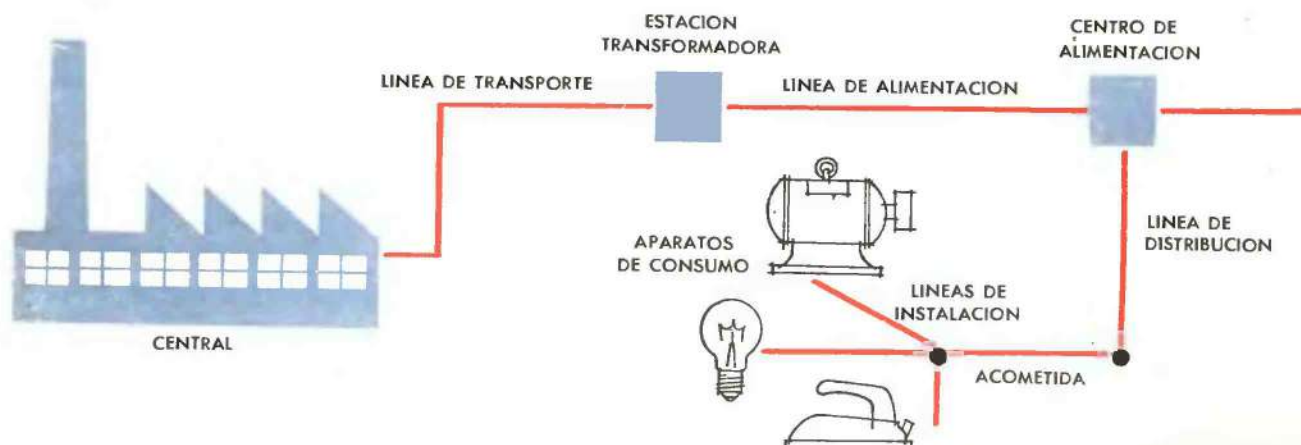 ESTACION
TRANSFORMADORA
CENTRO DE
ALIMENTACION
LINEA DE TRANSPORTE
LINEA DE ALIMENTACION
LINEA DE
DISTRIBUCION
APARATOS
DE CONSUMO
LINEAS DE
INSTALACION
CENTRAL
ACOMETIDA